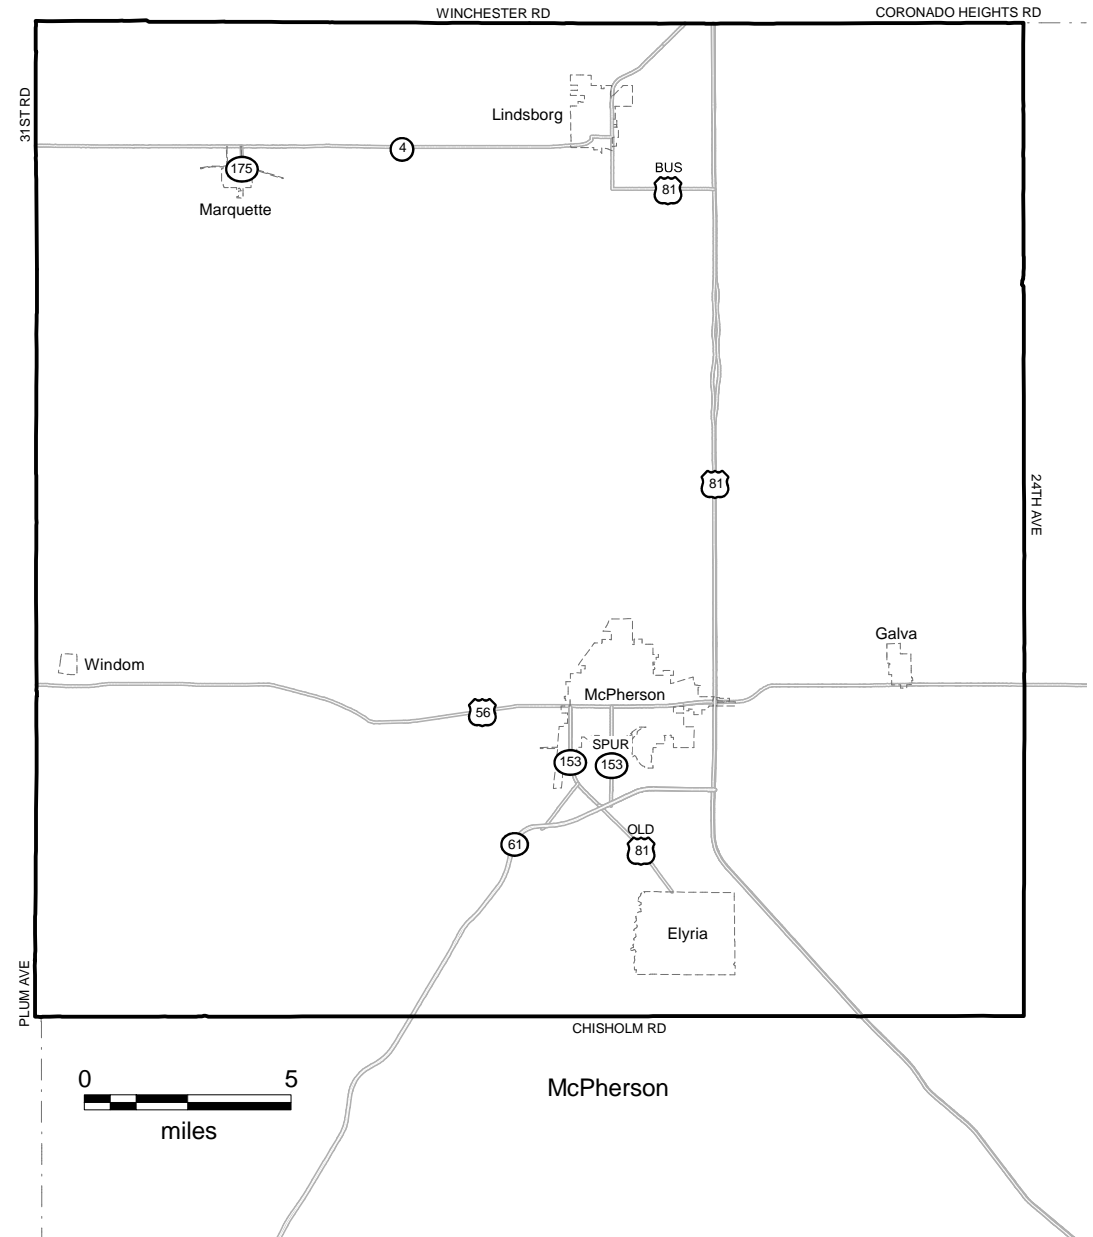 WINCHESTER RD
CORONADO HEIGHTS RD
31ST RD
Lindsborg
4
175
BUS
81
Marquette
81
24TH AVE
Galva
Windom
McPherson
56
SPUR
153
153
OLD
61
81
Elyria
PLUM AVE
CHISHOLM RD
0 5
miles
McPherson